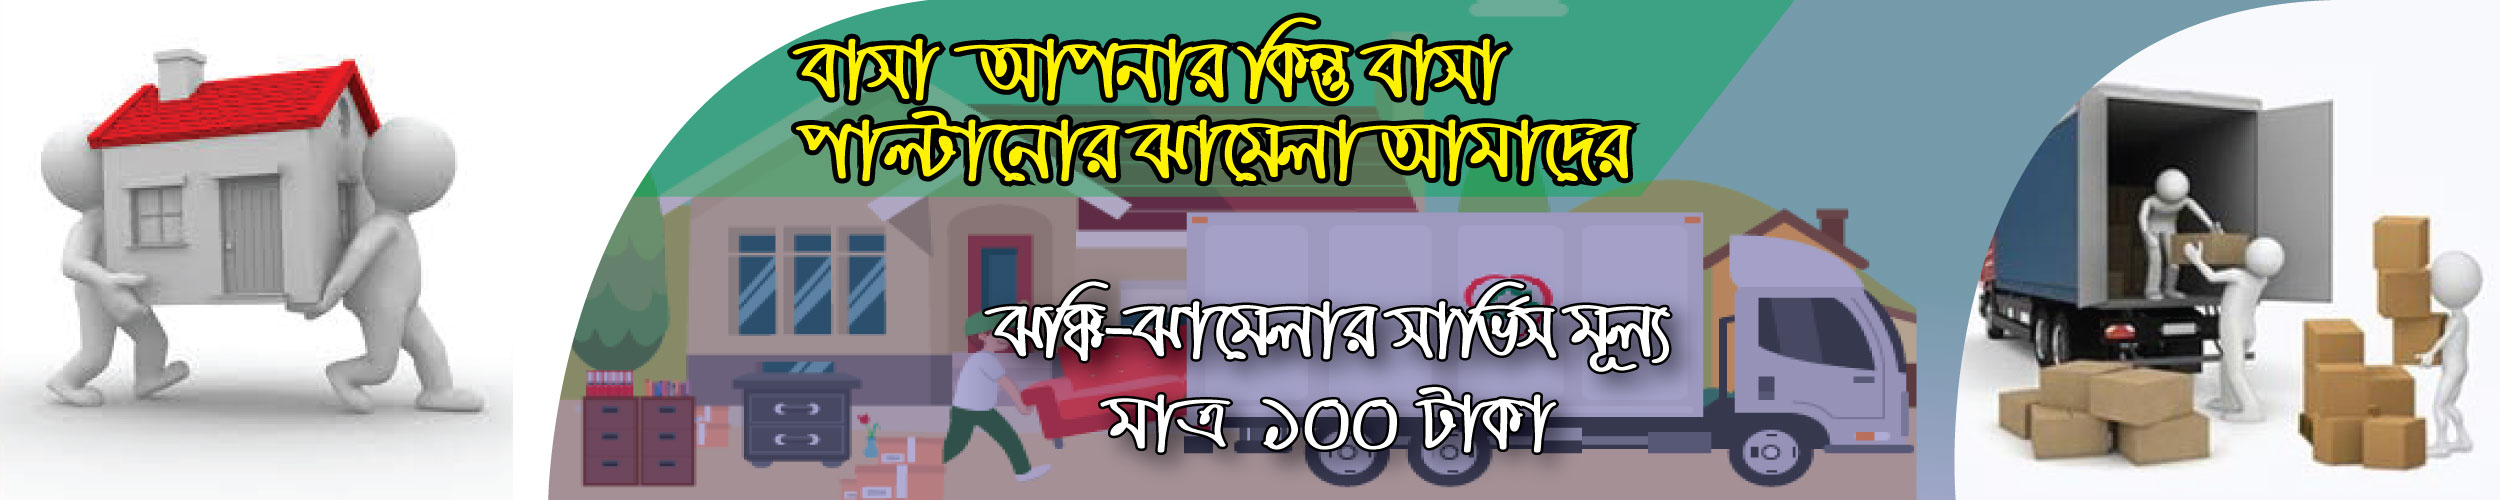 বাসা আপনার কিন্তু বাসা
পাল্টানোর ঝামেলা আমাদের
ঝক্কি-ঝামেলার সার্ভিস মূল্য
মাত্র ১০০ টাকা